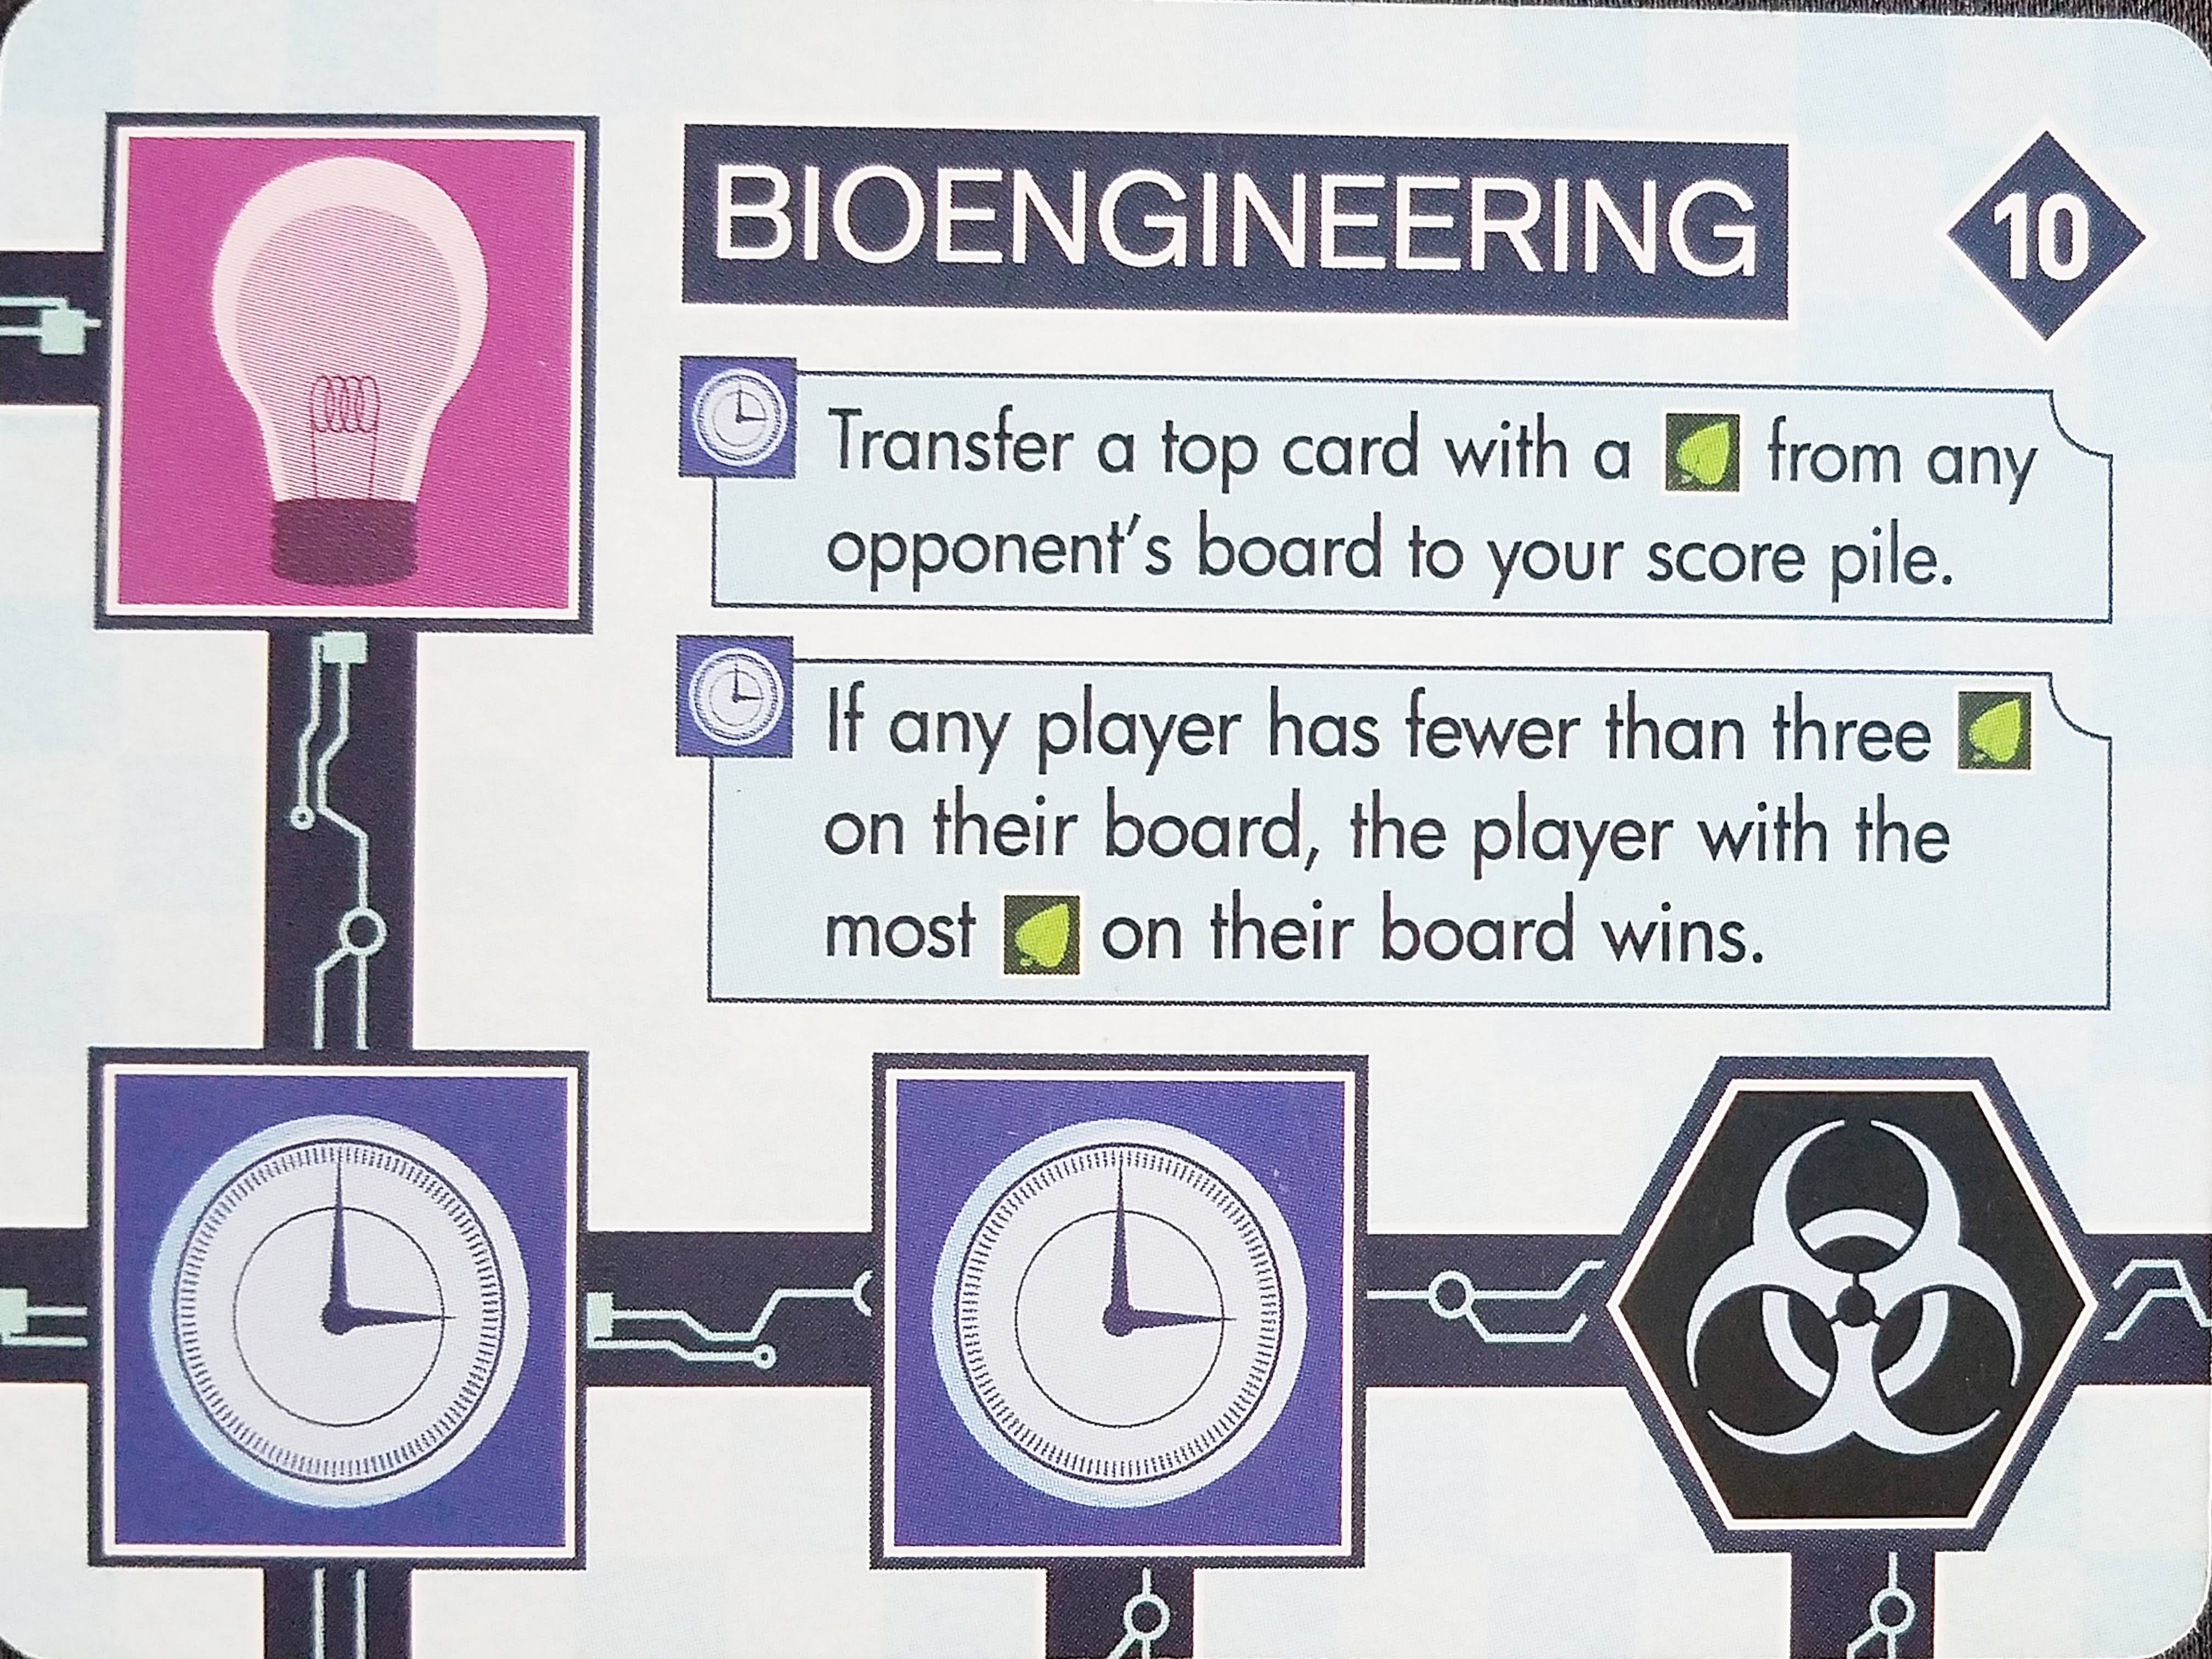 BIOENGINEERING
10
Transfer a top card with a from any
opponent's board to your score pile.
If any player has fewer than three
on their board, the player with the
most on their board wins.